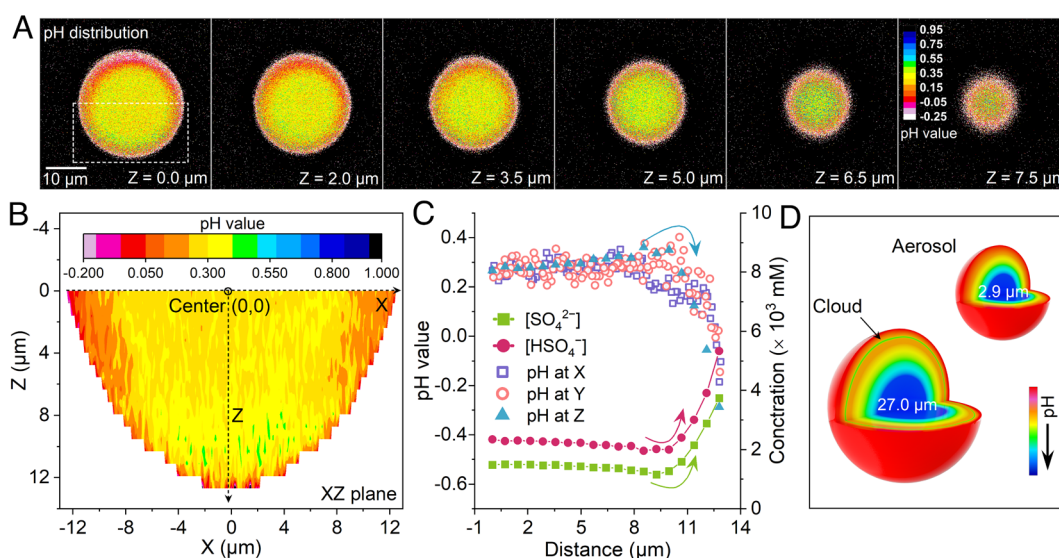 A
pH distribution
10 μm
Z = 0.0 μm
Z = 2.0 μm
Z = 3.5 μm
Z = 5.0 μm
Z = 6.5 μm
Z = 7.5 μm
0.95
0.75
0.55
0.35
0.15
-0.05
-0.25
pH value
B
pH value
-0.200 0.050 0.300 0.550 0.800 1.000
-4
0
4
8
12
Z (μm)
Center (0,0)
X
Z
XZ plane
-12 -8 -4 0 4 8 12
X (μm)
C
0.4
0.2
0.0
-0.2
-0.4
-0.6
pH value
[SO₄²⁻]
[HSO₄⁻]
pH at X
pH at Y
pH at Z
10
8
6
4
2
0
Conctration (× 10³ mM)
-1 2 5 8 11 14
Distance (μm)
D
Aerosol
2.9 μm
Cloud
27.0 μm
pH